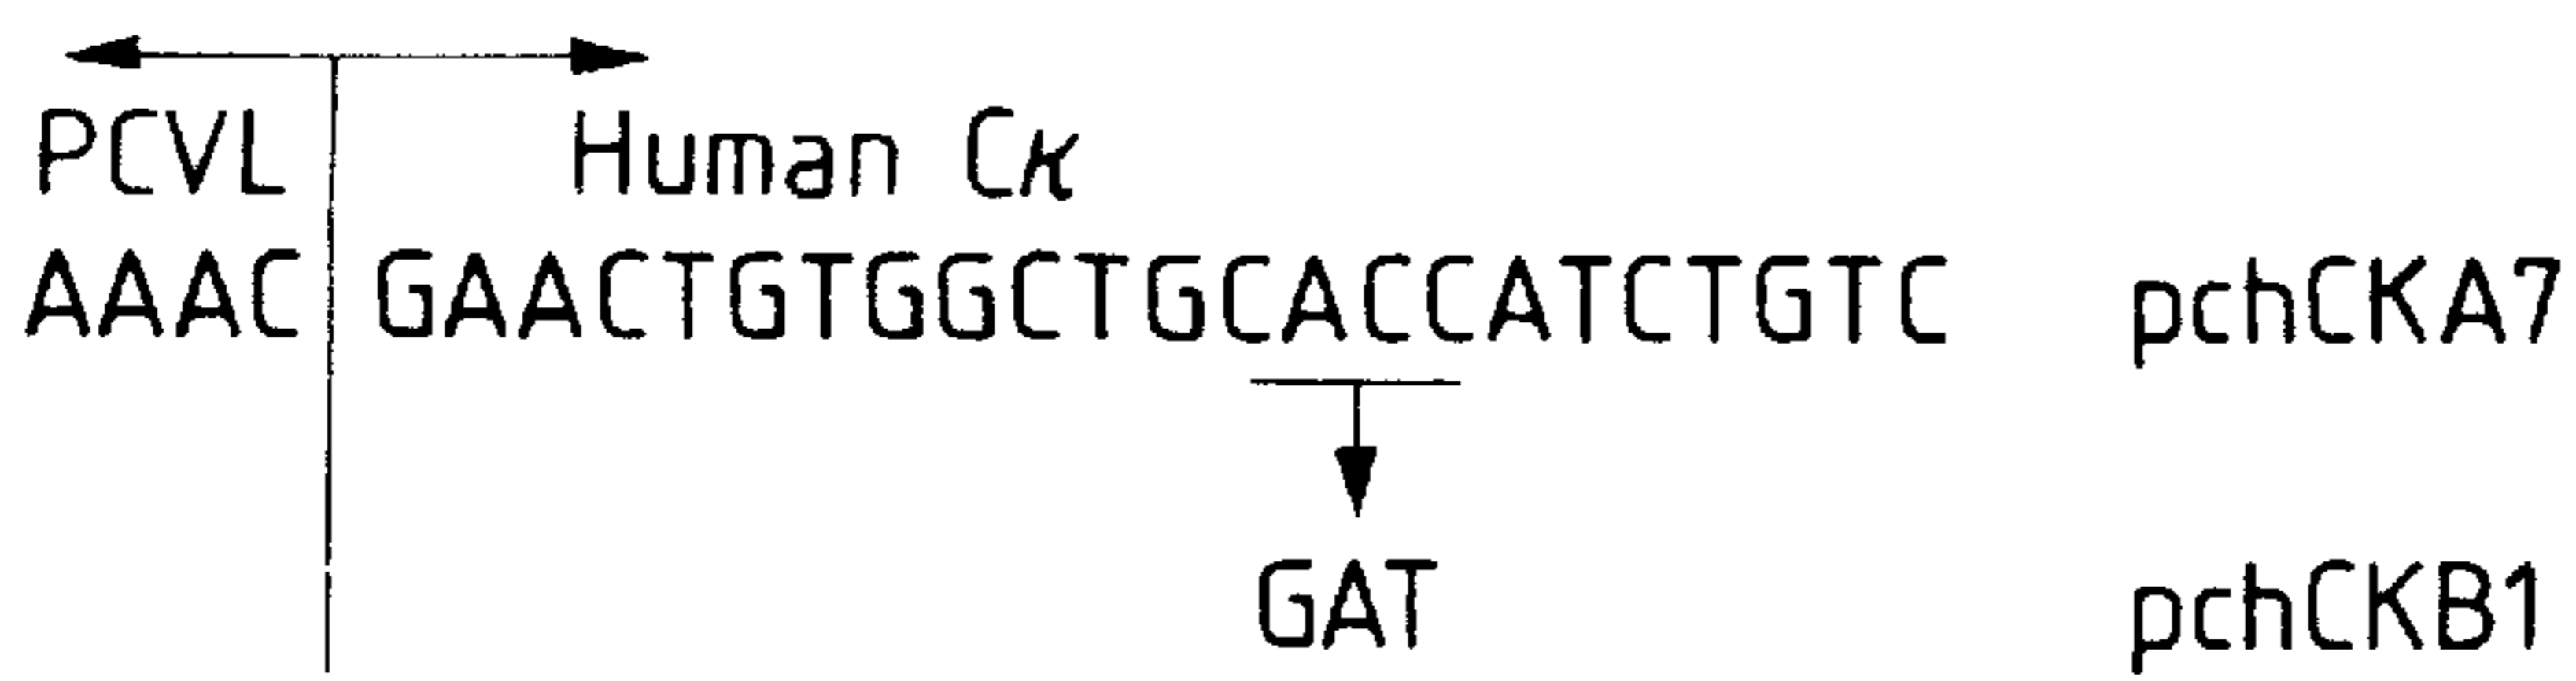 PCVL Human Cκ
AAAC GAACTGTGGCTGCACCATCTGTC pchCKA7
GAT pchCKB1